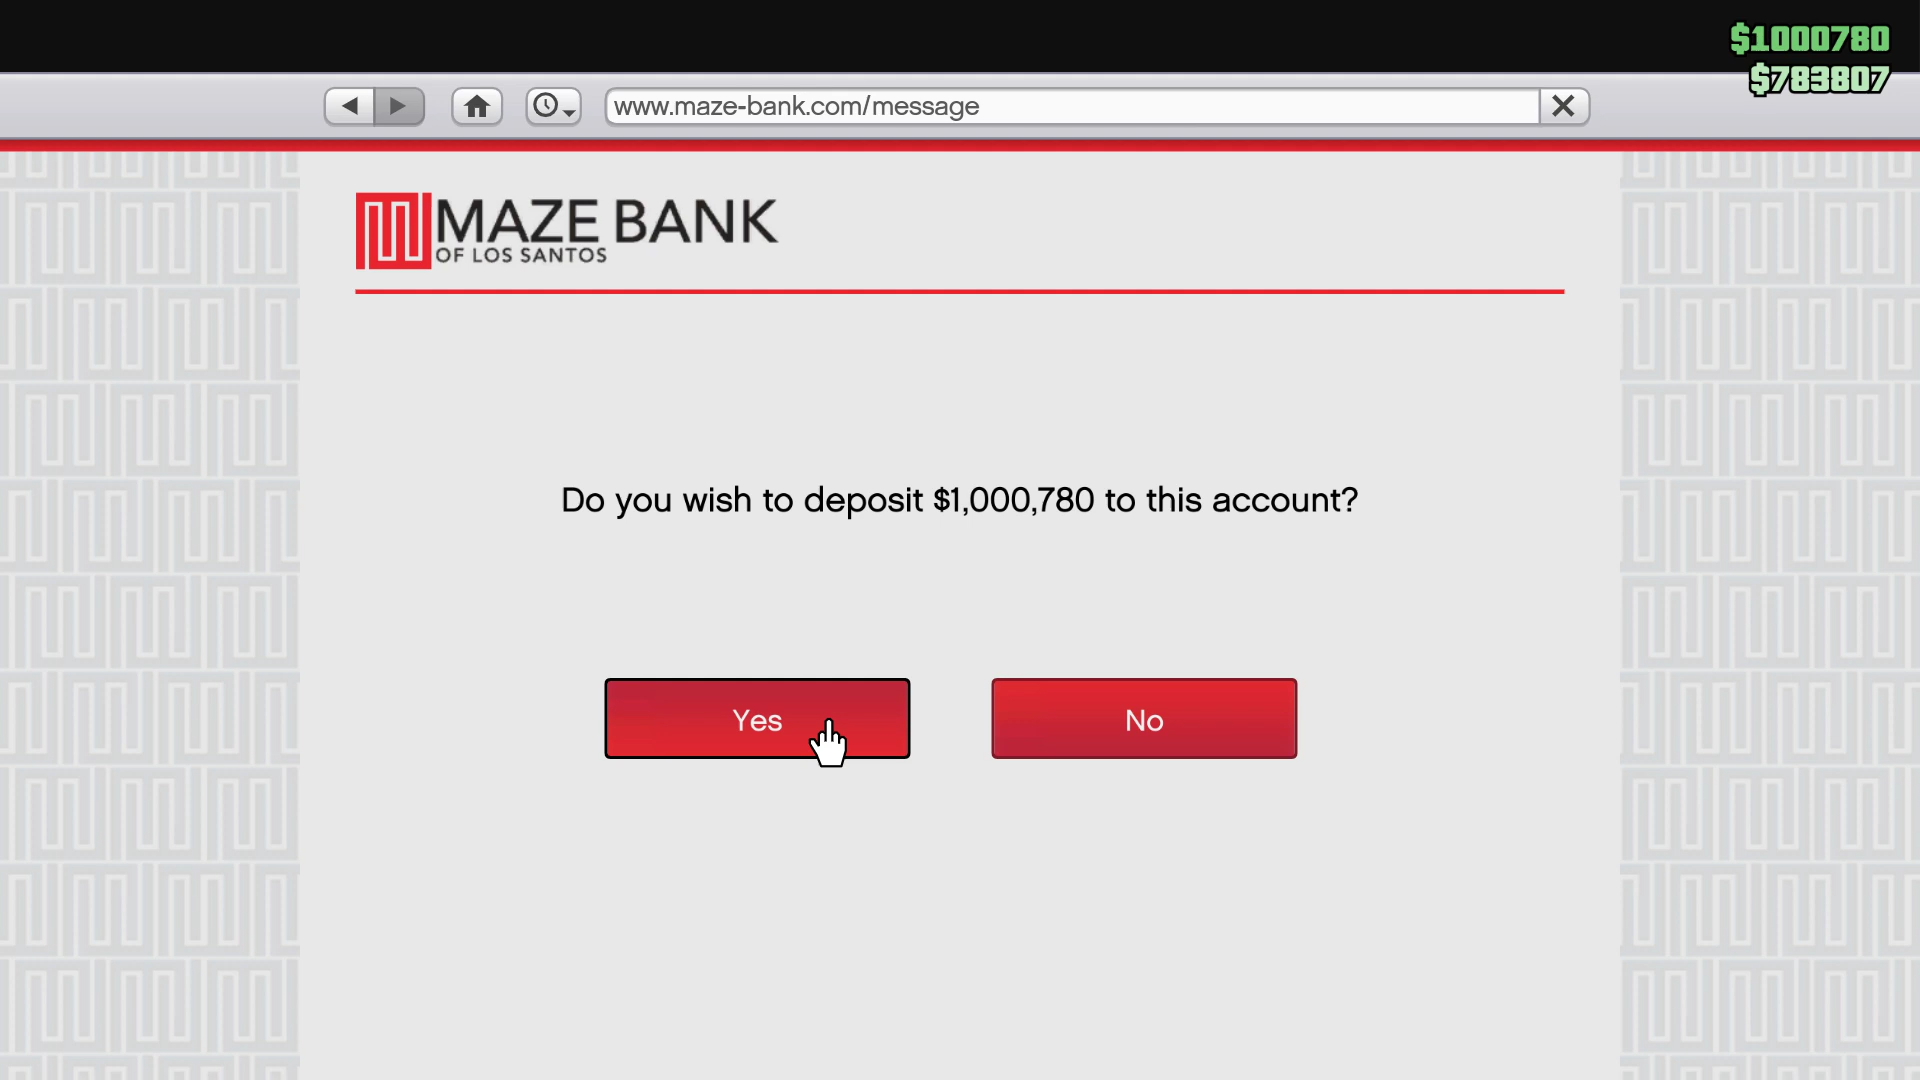 $1000780
$783807
www.maze-bank.com/message
MAZE BANK
OF LOS SANTOS
Do you wish to deposit $1,000,780 to this account?
Yes
No